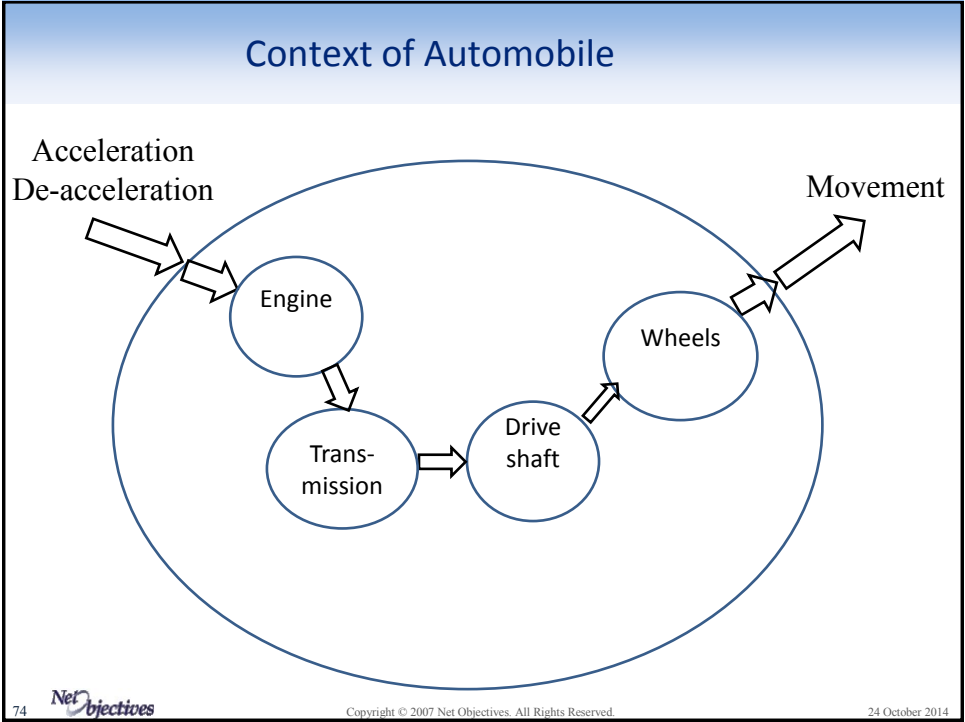 Context of Automobile
Acceleration
De-acceleration
Movement
Engine
Wheels
Trans-
mission
Drive
shaft
74
Net Objectives
Copyright © 2007 Net Objectives. All Rights Reserved.
24 October 2014